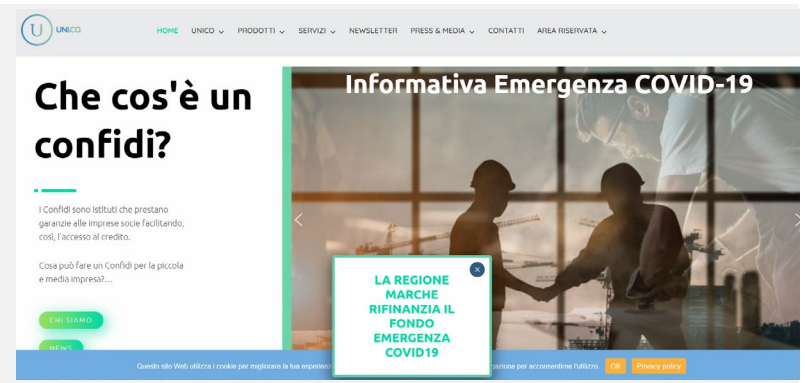 UNI.CO.
HOME UNICO PRODOTTI SERVIZI NEWSLETTER PRESS & MEDIA CONTATTI AREA RISERVATA
Che cos'è un
confidi?
I Confidi sono istituti che prestano
garanzie alle imprese socie facilitando,
così, l'accesso al credito.
Cosa può fare un Confidi per la piccola
e media impresa?...
CHI SIAMO
NEWS
Informativa Emergenza COVID-19
LA REGIONE
MARCHE
RIFINANZIA IL
FONDO
EMERGENZA
COVID19
Questo sito Web utilizza i cookie per migliorare la tua esperienz
gazione per acconsentirne l'utilizzo. OK Privacy policy